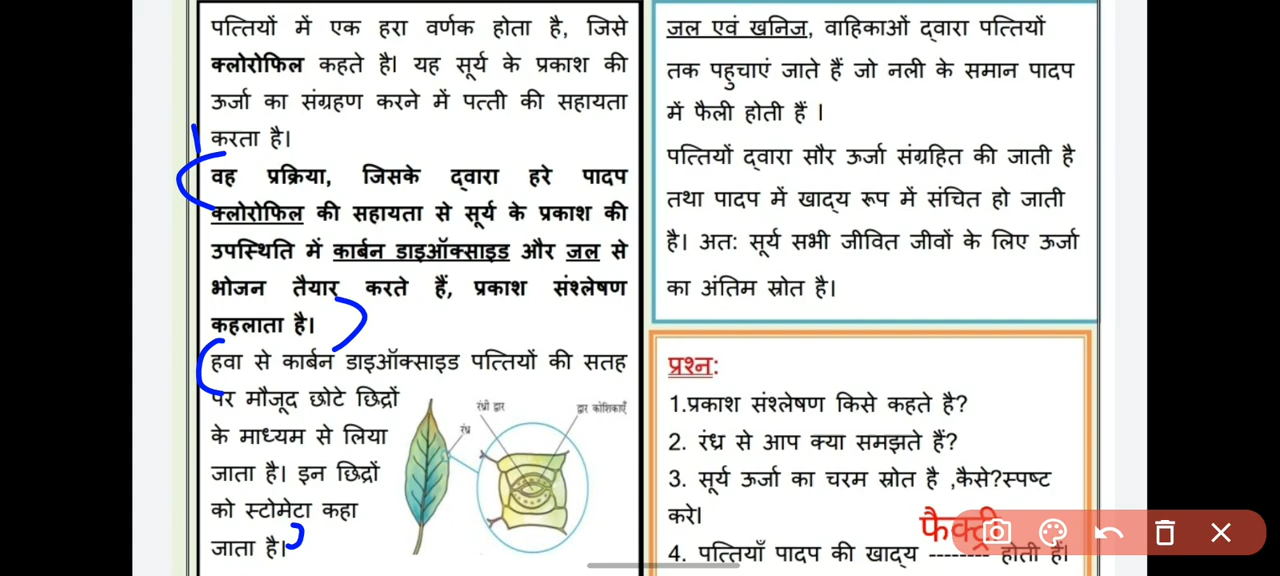 पत्तियों में एक हरा वर्णक होता है, जिसे
क्लोरोफिल कहते है। यह सूर्य के प्रकाश की
ऊर्जा का संग्रहण करने में पत्ती की सहायता
करता है।
वह प्रक्रिया, जिसके द्वारा हरे पादप
क्लोरोफिल की सहायता से सूर्य के प्रकाश की
उपस्थिति में कार्बन डाइऑक्साइड और जल से
भोजन तैयार करते हैं, प्रकाश संश्लेषण
कहलाता है।
हवा से कार्बन डाइऑक्साइड पत्तियों की सतह
पर मौजूद छोटे छिद्रों
के माध्यम से लिया
जाता है। इन छिद्रों
को स्टोमेटा कहा
जाता है।
रंध्री द्वार
द्वार कोशिकाएँ
रंध्र
जल एवं खनिज, वाहिकाओं द्वारा पत्तियों
तक पहुचाएं जाते हैं जो नली के समान पादप
में फैली होती हैं ।
पत्तियों द्वारा सौर ऊर्जा संग्रहित की जाती है
तथा पादप में खाद्य रूप में संचित हो जाती
है। अत: सूर्य सभी जीवित जीवों के लिए ऊर्जा
का अंतिम स्रोत है।
प्रश्न:
1.प्रकाश संश्लेषण किसे कहते है?
2. रंध्र से आप क्या समझते हैं?
3. सूर्य ऊर्जा का चरम स्रोत है ,कैसे?स्पष्ट
करे।
फैक्ट्री
4. पत्तियाँ पादप की खाद्य -------- होती हैं।